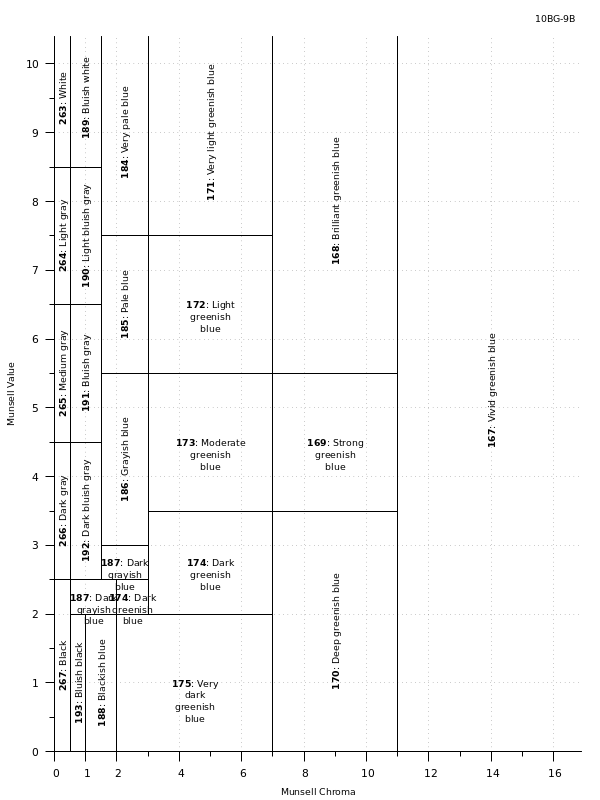 10BG-9B
Munsell Value
10
9
8
7
6
5
4
3
2
1
0
263: White
189: Bluish white
184: Very pale blue
171: Very light greenish blue
168: Brilliant greenish blue
264: Light gray
190: Light bluish gray
185: Pale blue
172: Light
greenish
blue
167: Vivid greenish blue
265: Medium gray
191: Bluish gray
186: Grayish blue
173: Moderate
greenish
blue
169: Strong
greenish
blue
266: Dark gray
192: Dark bluish gray
187: Dark
grayish
blue
174: Dark
greenish
blue
187: Dark
grayish
blue
174: Dark
greenish
blue
170: Deep greenish blue
267: Black
193: Bluish black
188: Blackish blue
175: Very
dark
greenish
blue
0 1 2 4 6 8 10 12 14 16
Munsell Chroma